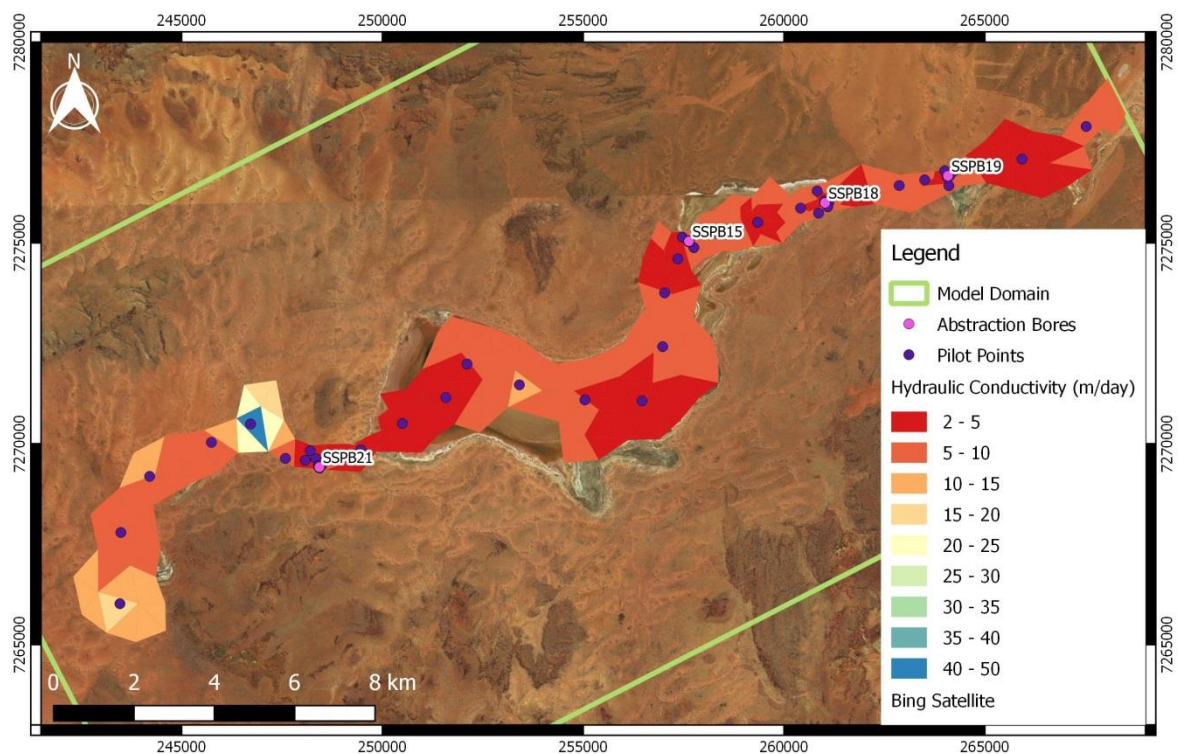 245000 250000 255000 260000 265000
7280000 7280000
N
SSPB19
SSPB18
SSPB15
7275000 7275000
Legend
Model Domain
Abstraction Bores
Pilot Points
Hydraulic Conductivity (m/day)
2 - 5
5 - 10
10 - 15
15 - 20
20 - 25
25 - 30
30 - 35
35 - 40
40 - 50
Bing Satellite
SSPB21
7270000 7270000
7265000 7265000
0 2 4 6 8 km
245000 250000 255000 260000 265000